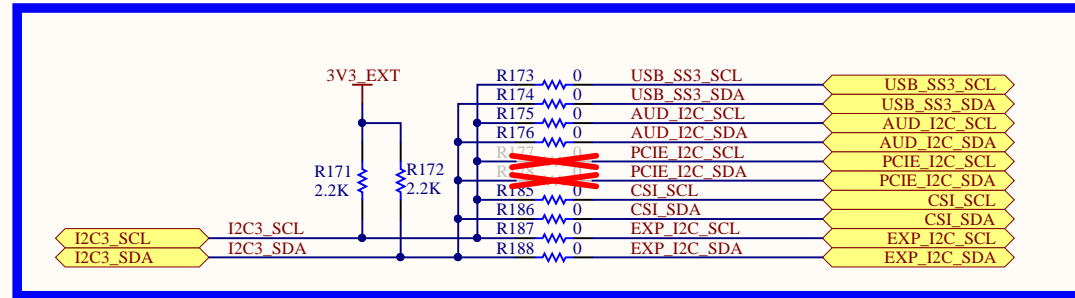 3V3_EXT
R173 0 USB_SS3_SCL USB_SS3_SCL
R174 0 USB_SS3_SDA USB_SS3_SDA
R175 0 AUD_I2C_SCL AUD_I2C_SCL
R176 0 AUD_I2C_SDA AUD_I2C_SDA
R177 0 PCIE_I2C_SCL PCIE_I2C_SCL
PCIE_I2C_SDA PCIE_I2C_SDA
R171 2.2K
R172 2.2K
R185 0 CSI_SCL CSI_SCL
R186 0 CSI_SDA CSI_SDA
I2C3_SCL I2C3_SCL R187 0 EXP_I2C_SCL EXP_I2C_SCL
I2C3_SDA I2C3_SDA R188 0 EXP_I2C_SDA EXP_I2C_SDA